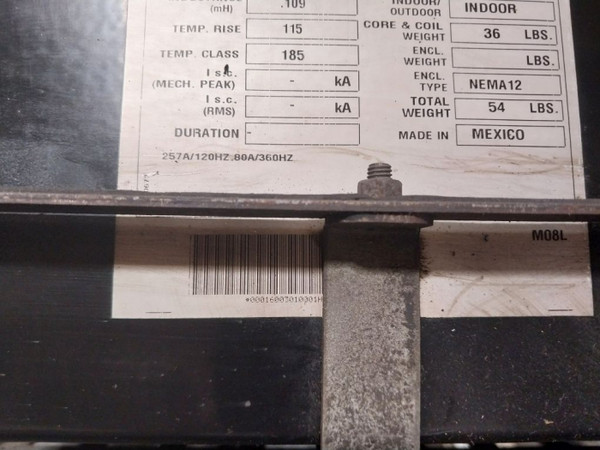 (mH) .109
INDOOR/
OUTDOOR INDOOR
TEMP. RISE 115
CORE & COIL
WEIGHT 36 LBS.
TEMP. CLASS 185
ENCL.
WEIGHT LBS.
I s.c.
(MECH. PEAK) - kA
ENCL.
TYPE NEMA12
I s.c.
(RMS) - kA
TOTAL
WEIGHT 54 LBS.
DURATION -
MADE IN MEXICO
257A/120HZ:80A/360HZ
M08L